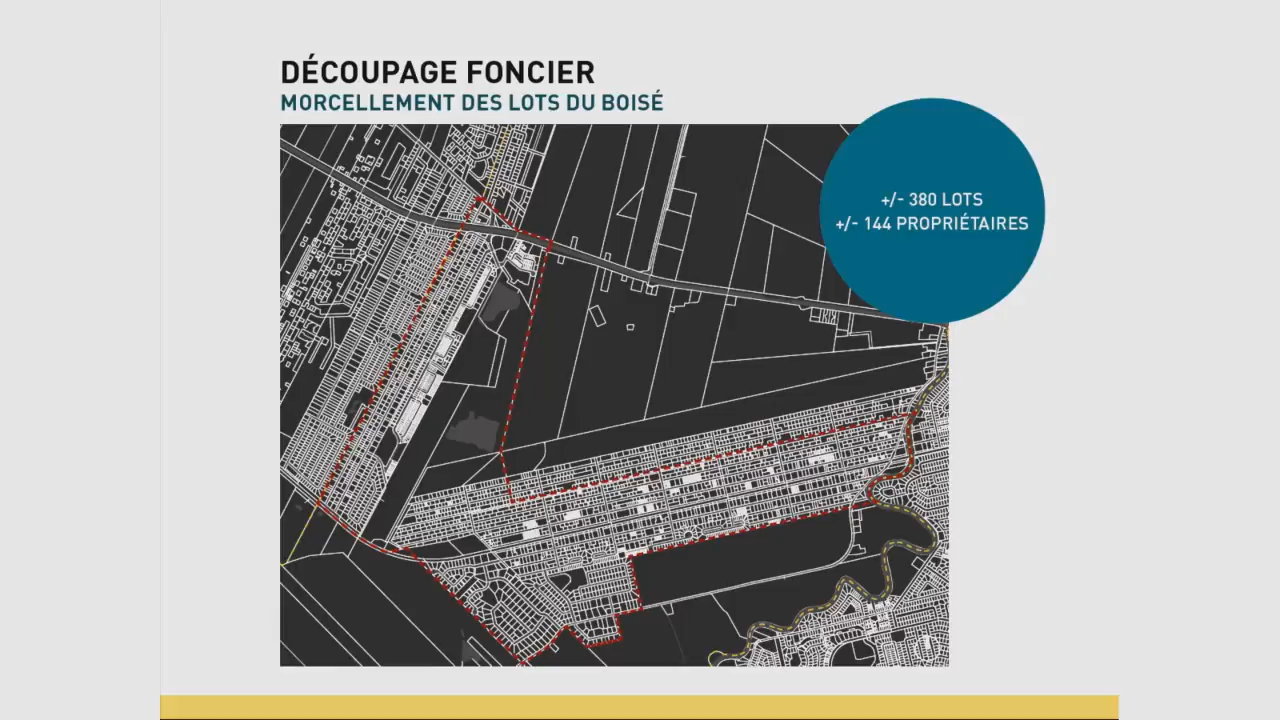 DÉCOUPAGE FONCIER
MORCELLEMENT DES LOTS DU BOISÉ
+/- 380 LOTS
+/- 144 PROPRIÉTAIRES